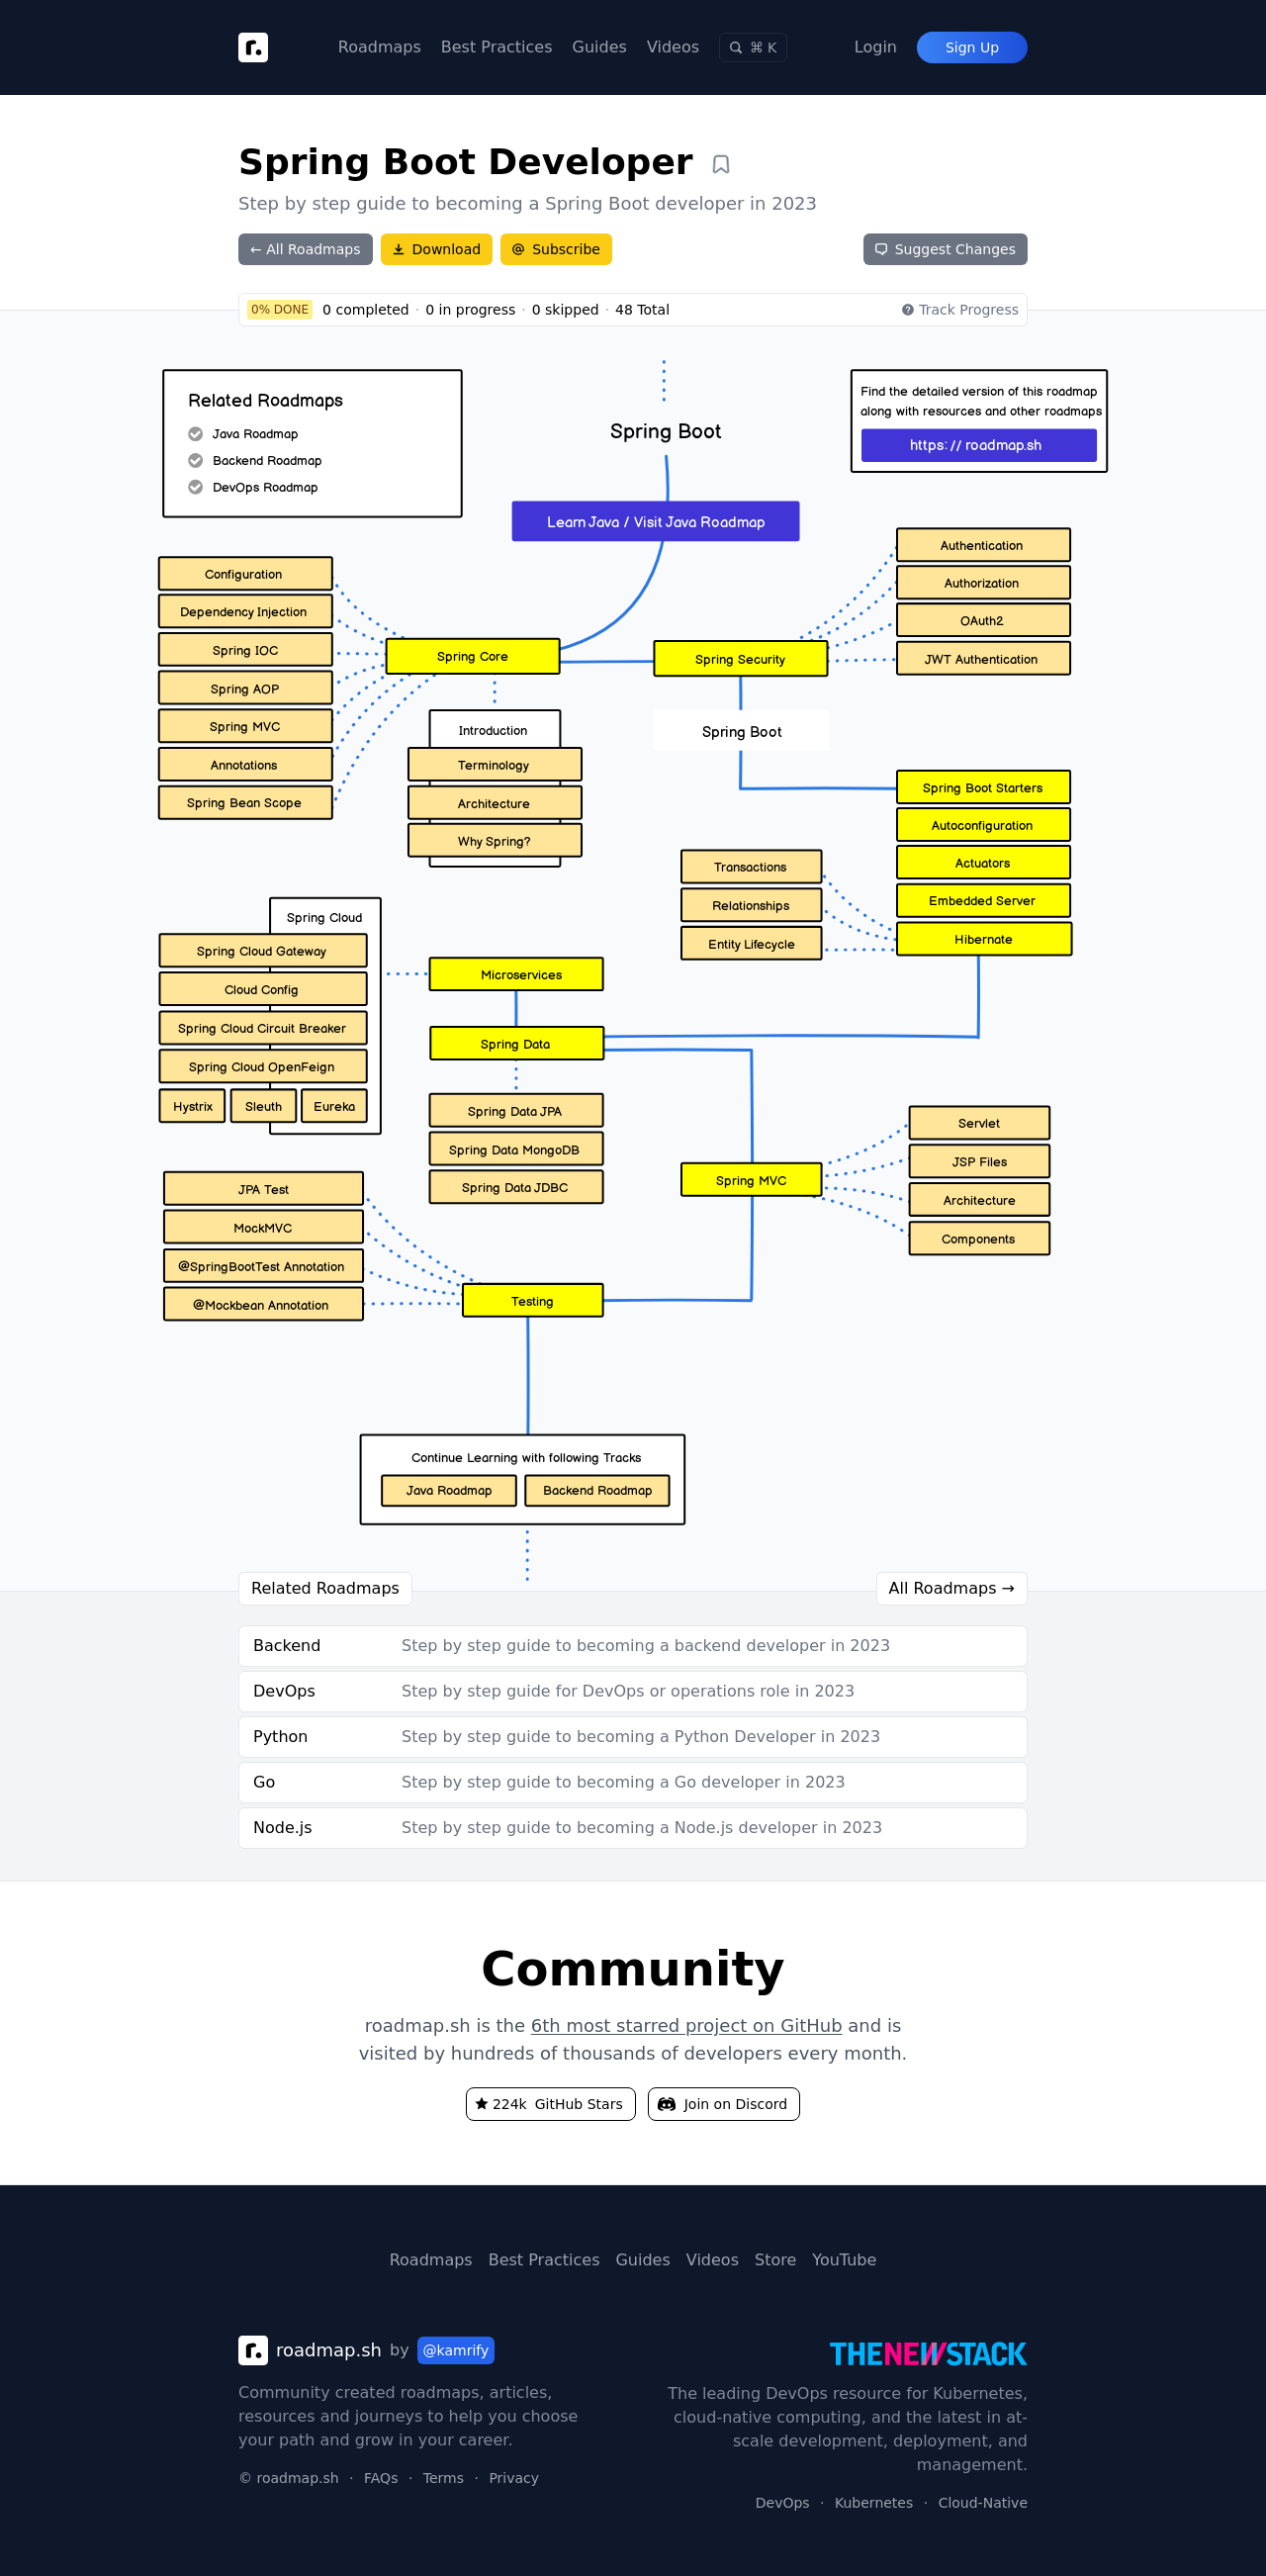 Roadmaps Best Practices Guides Videos ⌘ K Login Sign Up
Spring Boot Developer
Step by step guide to becoming a Spring Boot developer in 2023
← All Roadmaps Download Subscribe Suggest Changes
0% DONE 0 completed · 0 in progress · 0 skipped · 48 Total Track Progress
Related Roadmaps
Java Roadmap
Backend Roadmap
DevOps Roadmap
Spring Boot
Find the detailed version of this roadmap
along with resources and other roadmaps
https://roadmap.sh
Learn Java / Visit Java Roadmap
Configuration
Dependency Injection
Spring IOC
Spring AOP
Spring MVC
Annotations
Spring Bean Scope
Spring Core
Introduction
Terminology
Architecture
Why Spring?
Spring Security
Authentication
Authorization
OAuth2
JWT Authentication
Spring Boot
Spring Boot Starters
Autoconfiguration
Actuators
Embedded Server
Hibernate
Transactions
Relationships
Entity Lifecycle
Spring Cloud
Spring Cloud Gateway
Cloud Config
Spring Cloud Circuit Breaker
Spring Cloud OpenFeign
Hystrix Sleuth Eureka
Microservices
Spring Data
Spring Data JPA
Spring Data MongoDB
Spring Data JDBC
Spring MVC
Servlet
JSP Files
Architecture
Components
JPA Test
MockMVC
@SpringBootTest Annotation
@Mockbean Annotation
Testing
Continue Learning with following Tracks
Java Roadmap Backend Roadmap
Related Roadmaps All Roadmaps →
Backend Step by step guide to becoming a backend developer in 2023
DevOps Step by step guide for DevOps or operations role in 2023
Python Step by step guide to becoming a Python Developer in 2023
Go Step by step guide to becoming a Go developer in 2023
Node.js Step by step guide to becoming a Node.js developer in 2023
Community
roadmap.sh is the 6th most starred project on GitHub and is
visited by hundreds of thousands of developers every month.
224k GitHub Stars Join on Discord
Roadmaps Best Practices Guides Videos Store YouTube
r. roadmap.sh by @kamrify
Community created roadmaps, articles,
resources and journeys to help you choose
your path and grow in your career.
© roadmap.sh · FAQs · Terms · Privacy
THENEWSTACK
The leading DevOps resource for Kubernetes,
cloud-native computing, and the latest in at-
scale development, deployment, and
management.
DevOps · Kubernetes · Cloud-Native